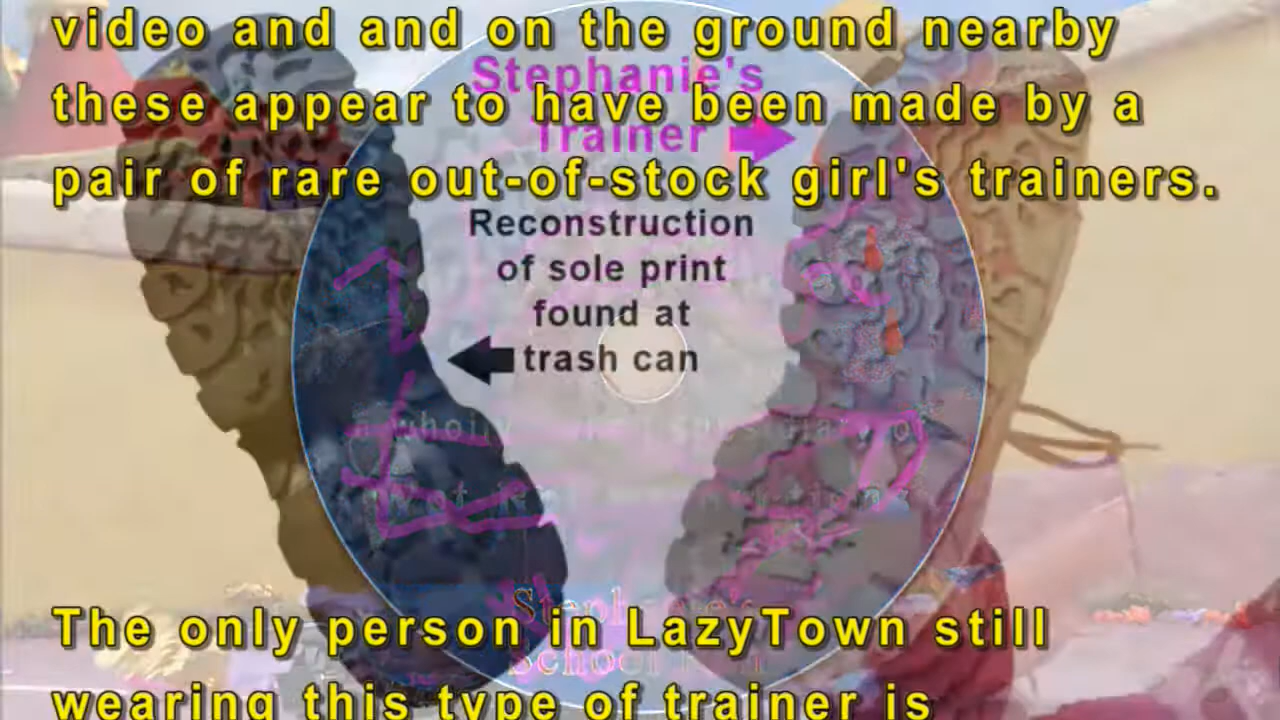 video and and on the ground nearby
Stephanie's
these appear to have been made by a
Trainer
pair of rare out-of-stock girl's trainers.
Reconstruction
of sole print
found at
trash can
The only person in LazyTown still
wearing this type of trainer is